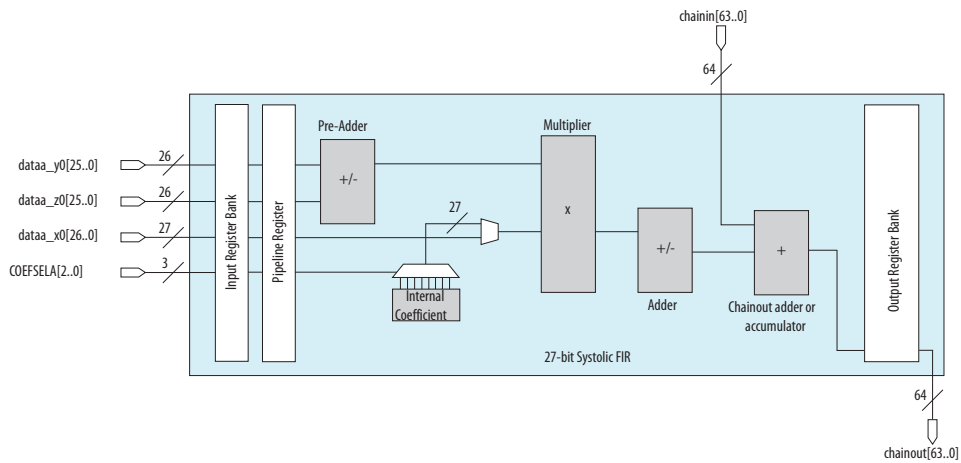 chainin[63..0]
64
Pre-Adder
Multiplier
dataa_y0[25..0]
26
+/-
dataa_z0[25..0]
26
dataa_x0[26..0]
27
27
x
COEFSELA[2..0]
3
Input Register Bank
Pipeline Register
Internal
Coefficient
+/-
Adder
+
Chainout adder or
accumulator
Output Register Bank
27-bit Systolic FIR
64
chainout[63..0]